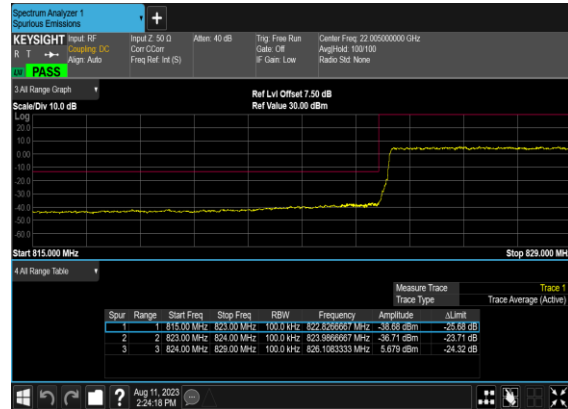 Spectrum Analyzer 1
Spurious Emissions
+
KEYSIGHT Input: RF Input Z: 50 Ω Atten: 40 dB Trig: Free Run Center Freq: 22.005000000 GHz
R T Coupling: DC Corr CCorr Gate: Off Avg|Hold: 100/100
Align: Auto Freq Ref: Int (S) IF Gain: Low Radio Std: None
PASS
3 All Range Graph Ref Lvl Offset 7.50 dB
Scale/Div 10.0 dB Ref Value 30.00 dBm
Log
20.0
10.0
0.00
-10.0
-20.0
-30.0
-40.0
-50.0
-60.0
Start 815.000 MHz Stop 829.000 MH
4 All Range Table
Measure Trace Trace 1
Trace Type Trace Average (Active)
Spur Range Start Freq Stop Freq RBW Frequency Amplitude ΔLimit
1 1 815.00 MHz 823.00 MHz 100.0 kHz 822.8266667 MHz -38.68 dBm -25.68 dB
2 2 823.00 MHz 824.00 MHz 100.0 kHz 823.9866667 MHz -36.71 dBm -23.71 dB
3 3 824.00 MHz 829.00 MHz 100.0 kHz 826.1083333 MHz 5.679 dBm -24.32 dB
? Aug 11, 2023
2:24:18 PM